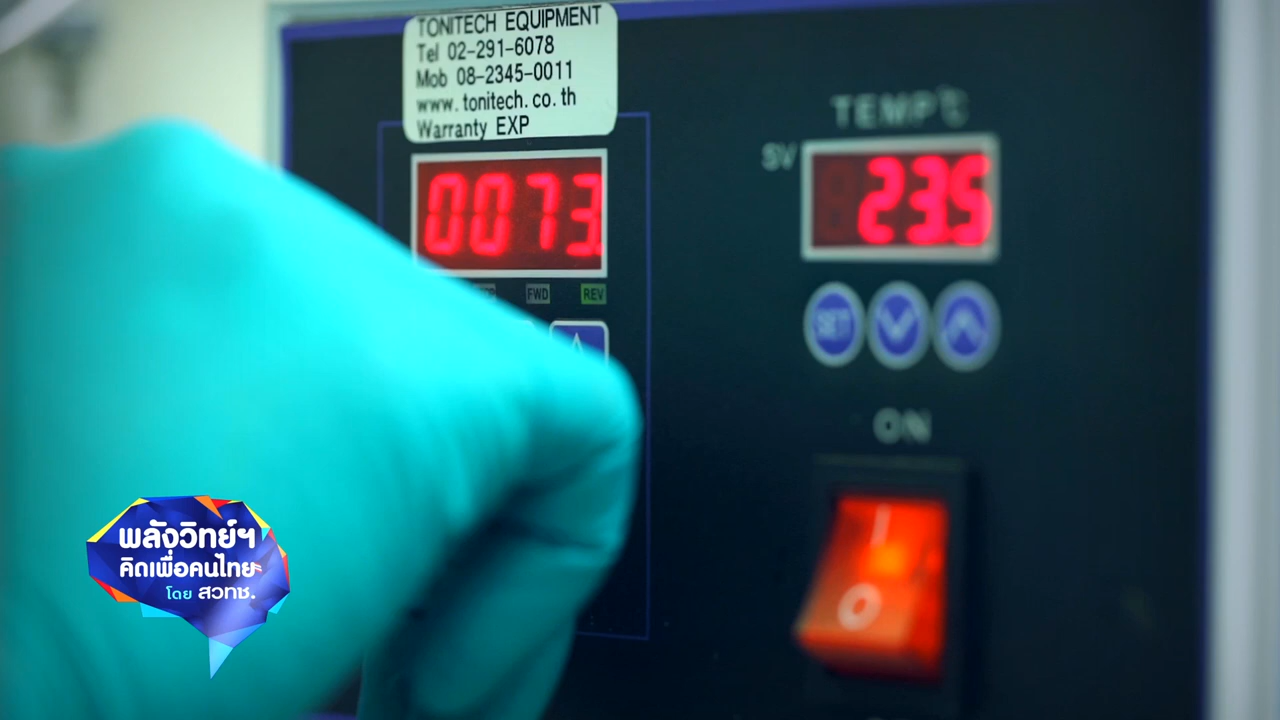 TONITECH EQUIPMENT
Tel 02-291-6078
Mob 08-2345-0011
www.tonitech.co.th
Warranty EXP
TEMP℃
SV
0073
23.5
FWD
REV
SET
ON
พลังวิทย์ฯ
คิดเพื่อคนไทย
โดย สวทช.